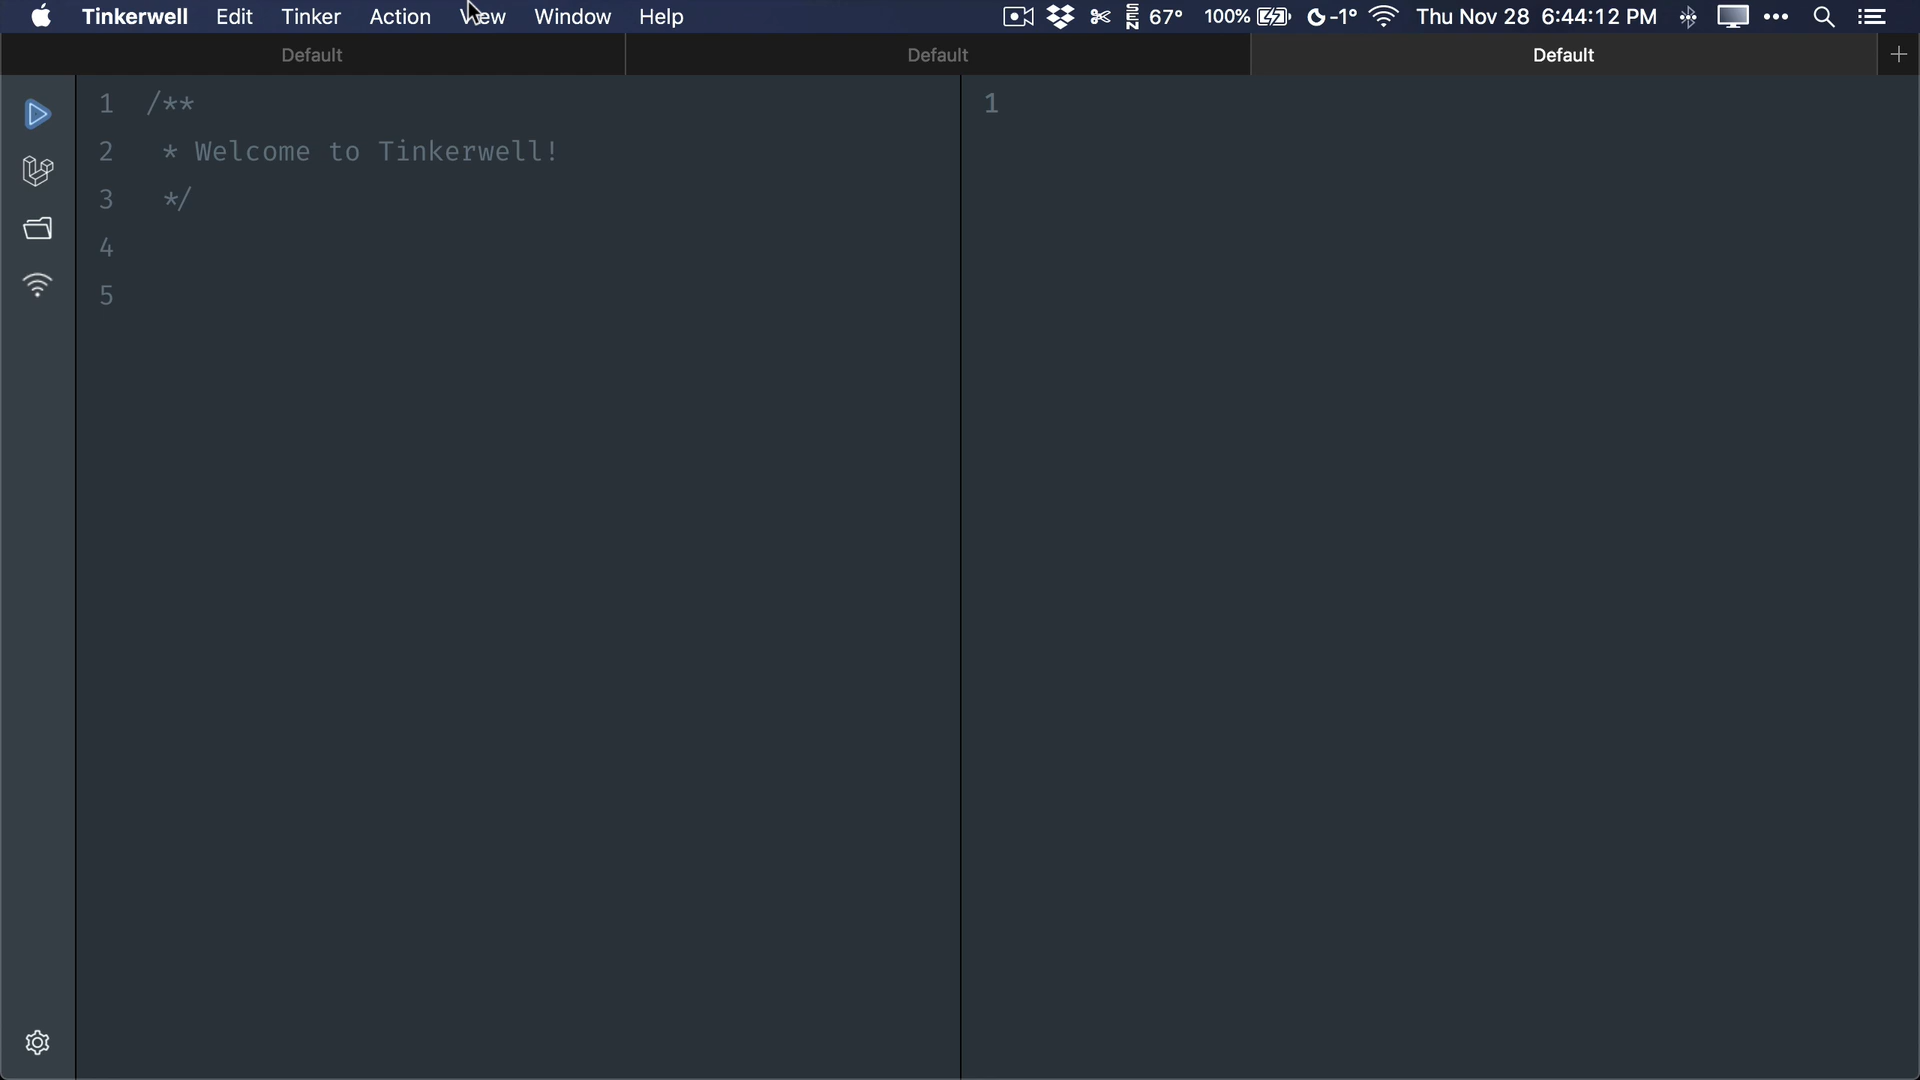 Tinkerwell Edit Tinker Action View Window Help SEN 67° 100% -1° Thu Nov 28 6:44:12 PM
Default Default Default
1 /** 
2 * Welcome to Tinkerwell!
3 */
4
5
1